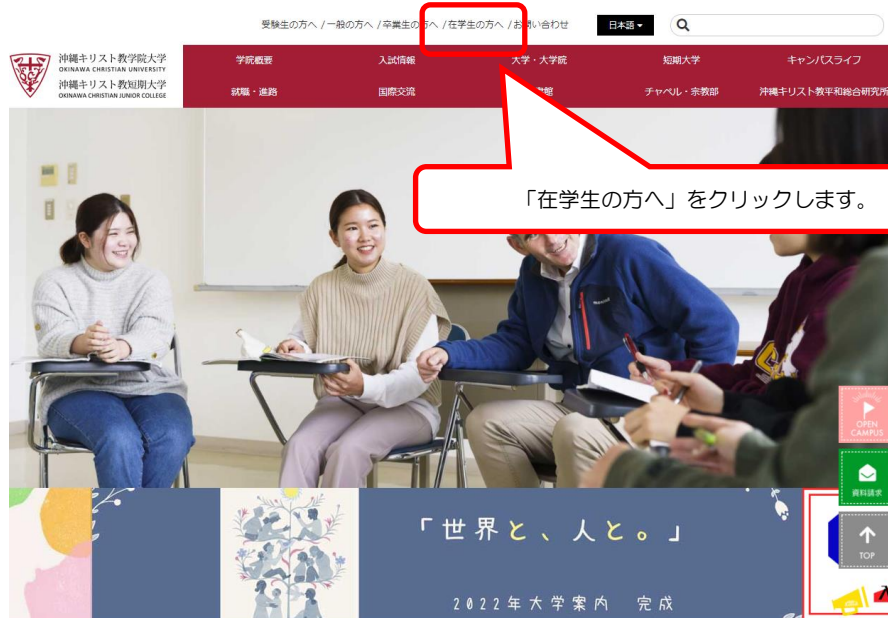 受験生の方へ / 一般の方へ / 卒業生の方へ / 在学生の方へ / お問い合わせ
日本語
沖縄キリスト教学院大学
OKINAWA CHRISTIAN UNIVERSITY
沖縄キリスト教短期大学
OKINAWA CHRISTIAN JUNIOR COLLEGE
学院概要 入試情報 大学・大学院 短期大学 キャンパスライフ
就職・進路 国際交流 書館 チャペル・宗教部 沖縄キリスト教平和総合研究所
「在学生の方へ」をクリックします。
OPEN
CAMPUS
資料請求
TOP
「世界と、人と。」
2022年大学案内 完成